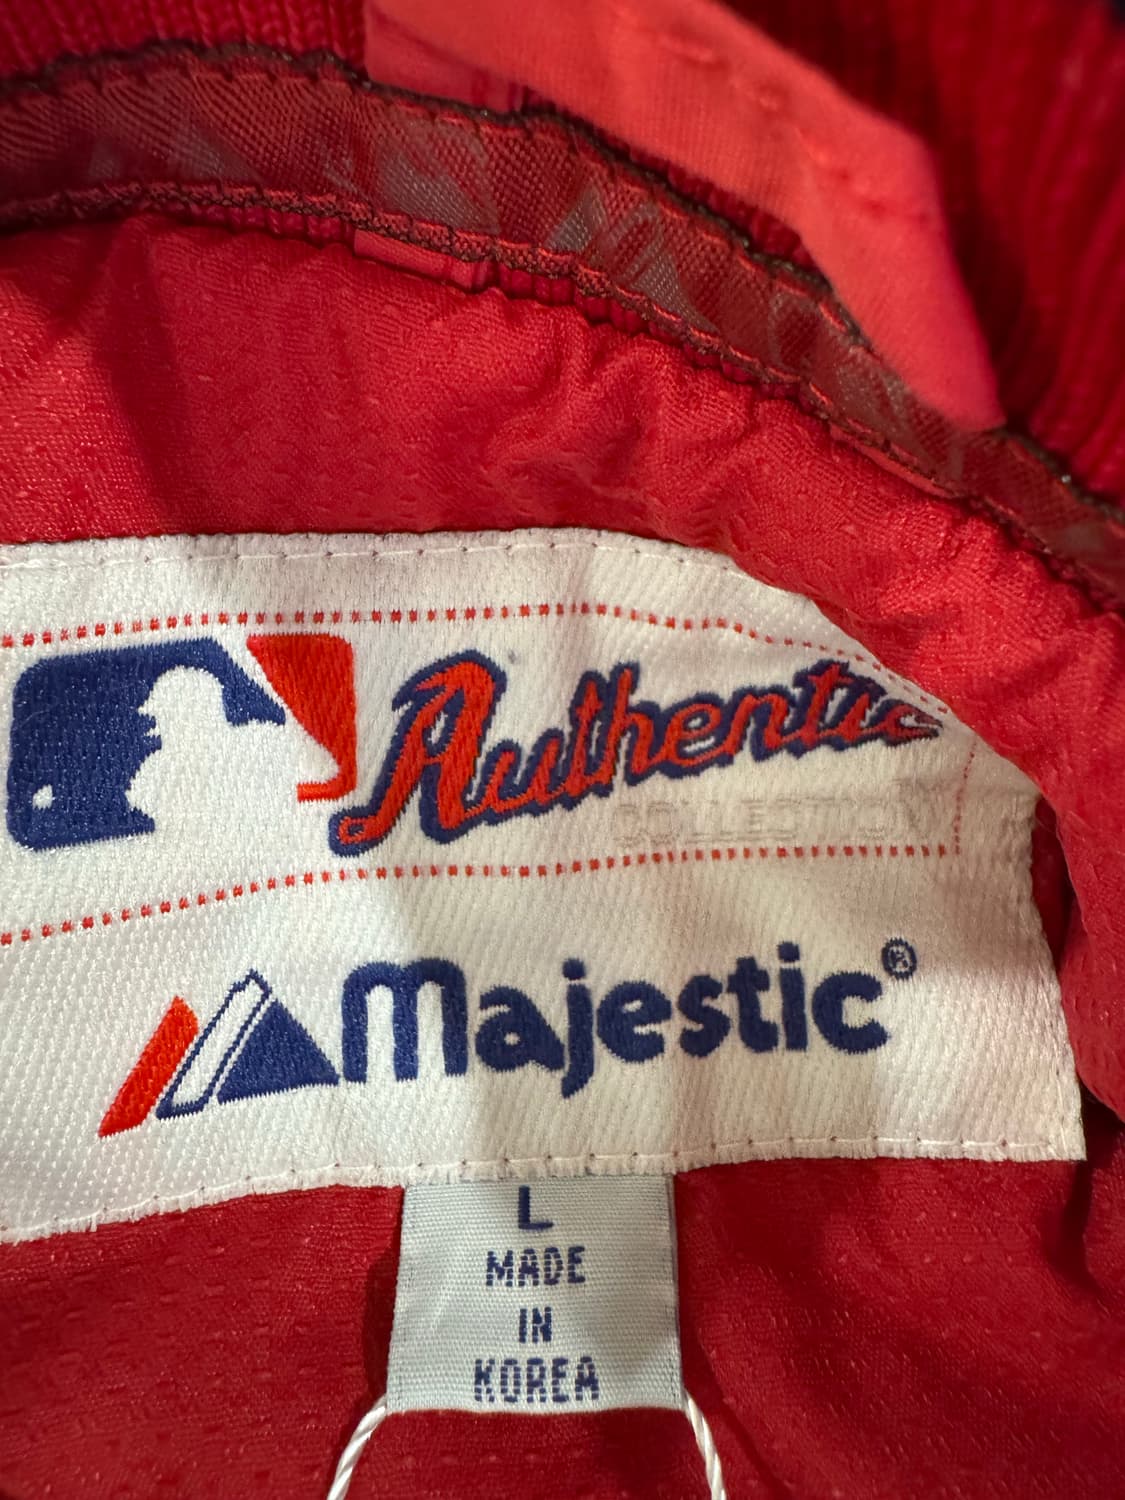 Authentic
COLLECTION
Majestic®
L
MADE
IN
KOREA